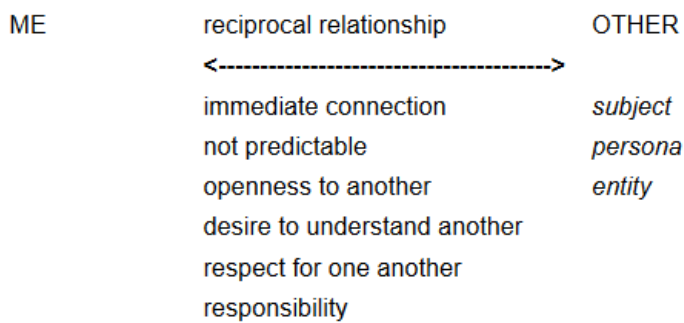 ME reciprocal relationship OTHER
<--------------------------------------->
immediate connection subject
not predictable persona
openness to another entity
desire to understand another
respect for one another
responsibility